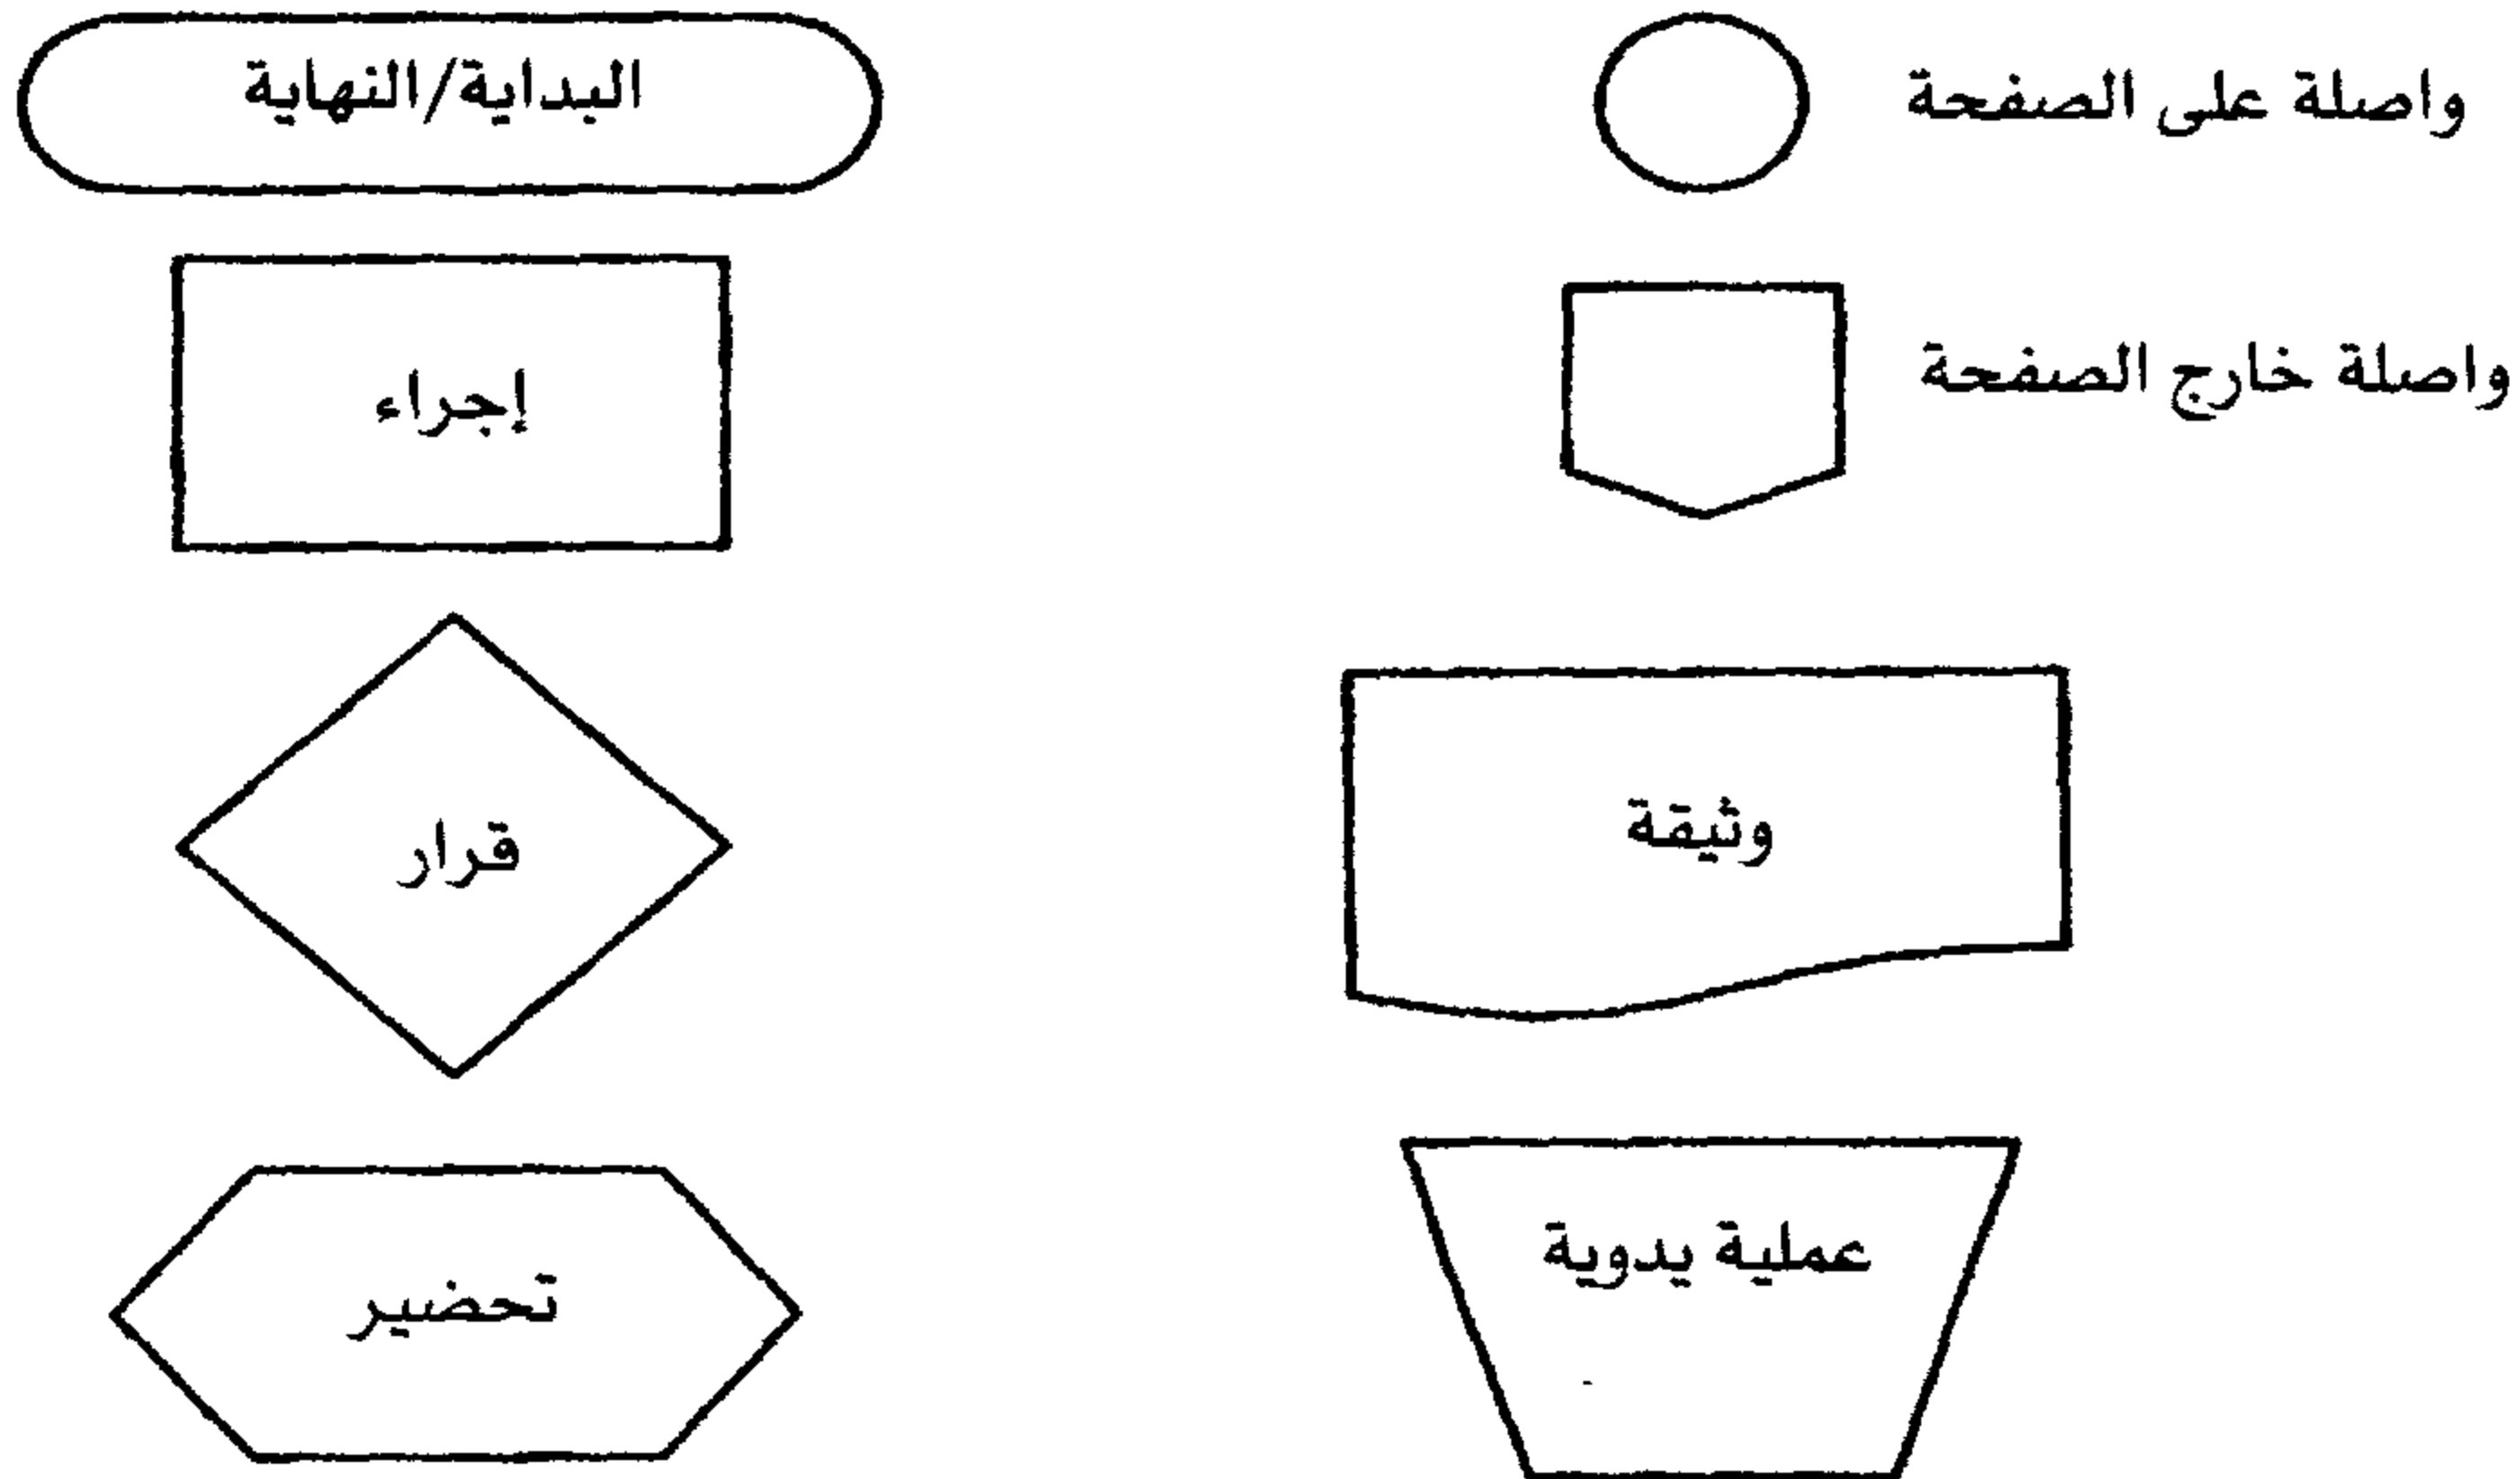 واصلة على الصفحة
البداية/النهاية
واصلة خارج الصفحة
إجراء
وثيقة
قرار
عملية يدوية
تحضير